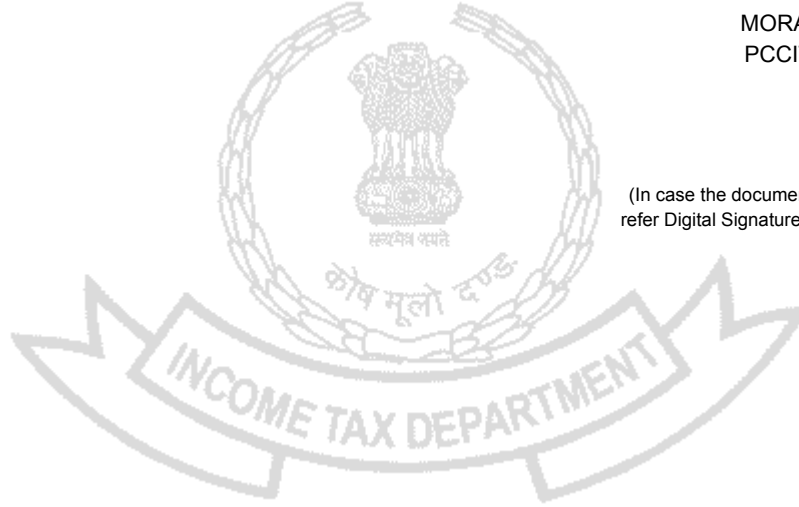 MORA
PCCI
(In case the docume
refer Digital Signature
सत्यमेव जयते
कोष मूलो दण्ड:
INCOME TAX DEPARTMENT